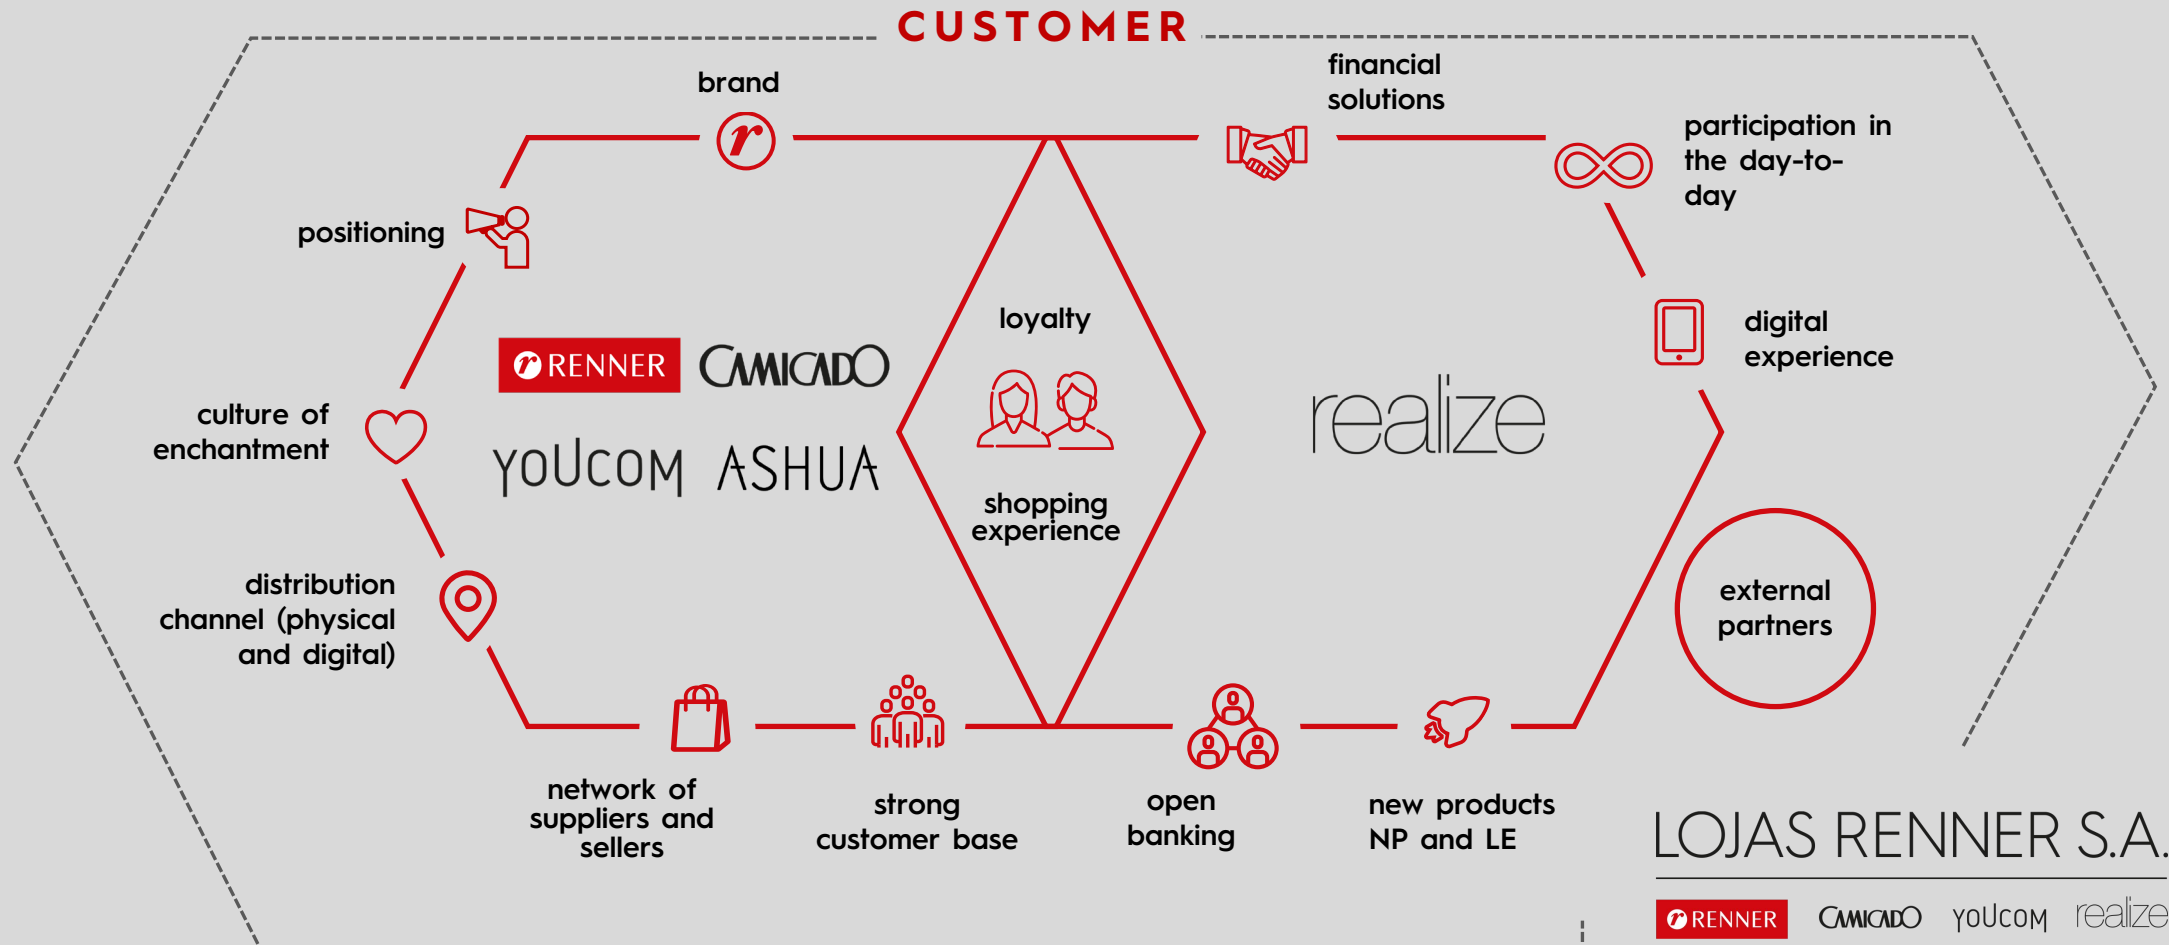 CUSTOMER
brand
financial
solutions
participation in
the day-to-
day
positioning
loyalty
shopping
experience
digital
experience
r RENNER
CAMICADO
YOUCOM
ASHUA
realize
culture of
enchantment
distribution
channel (physical
and digital)
external
partners
network of
suppliers and
sellers
strong
customer base
open
banking
new products
NP and LE
LOJAS RENNER S.A.
r RENNER
CAMICADO
YOUCOM
realize